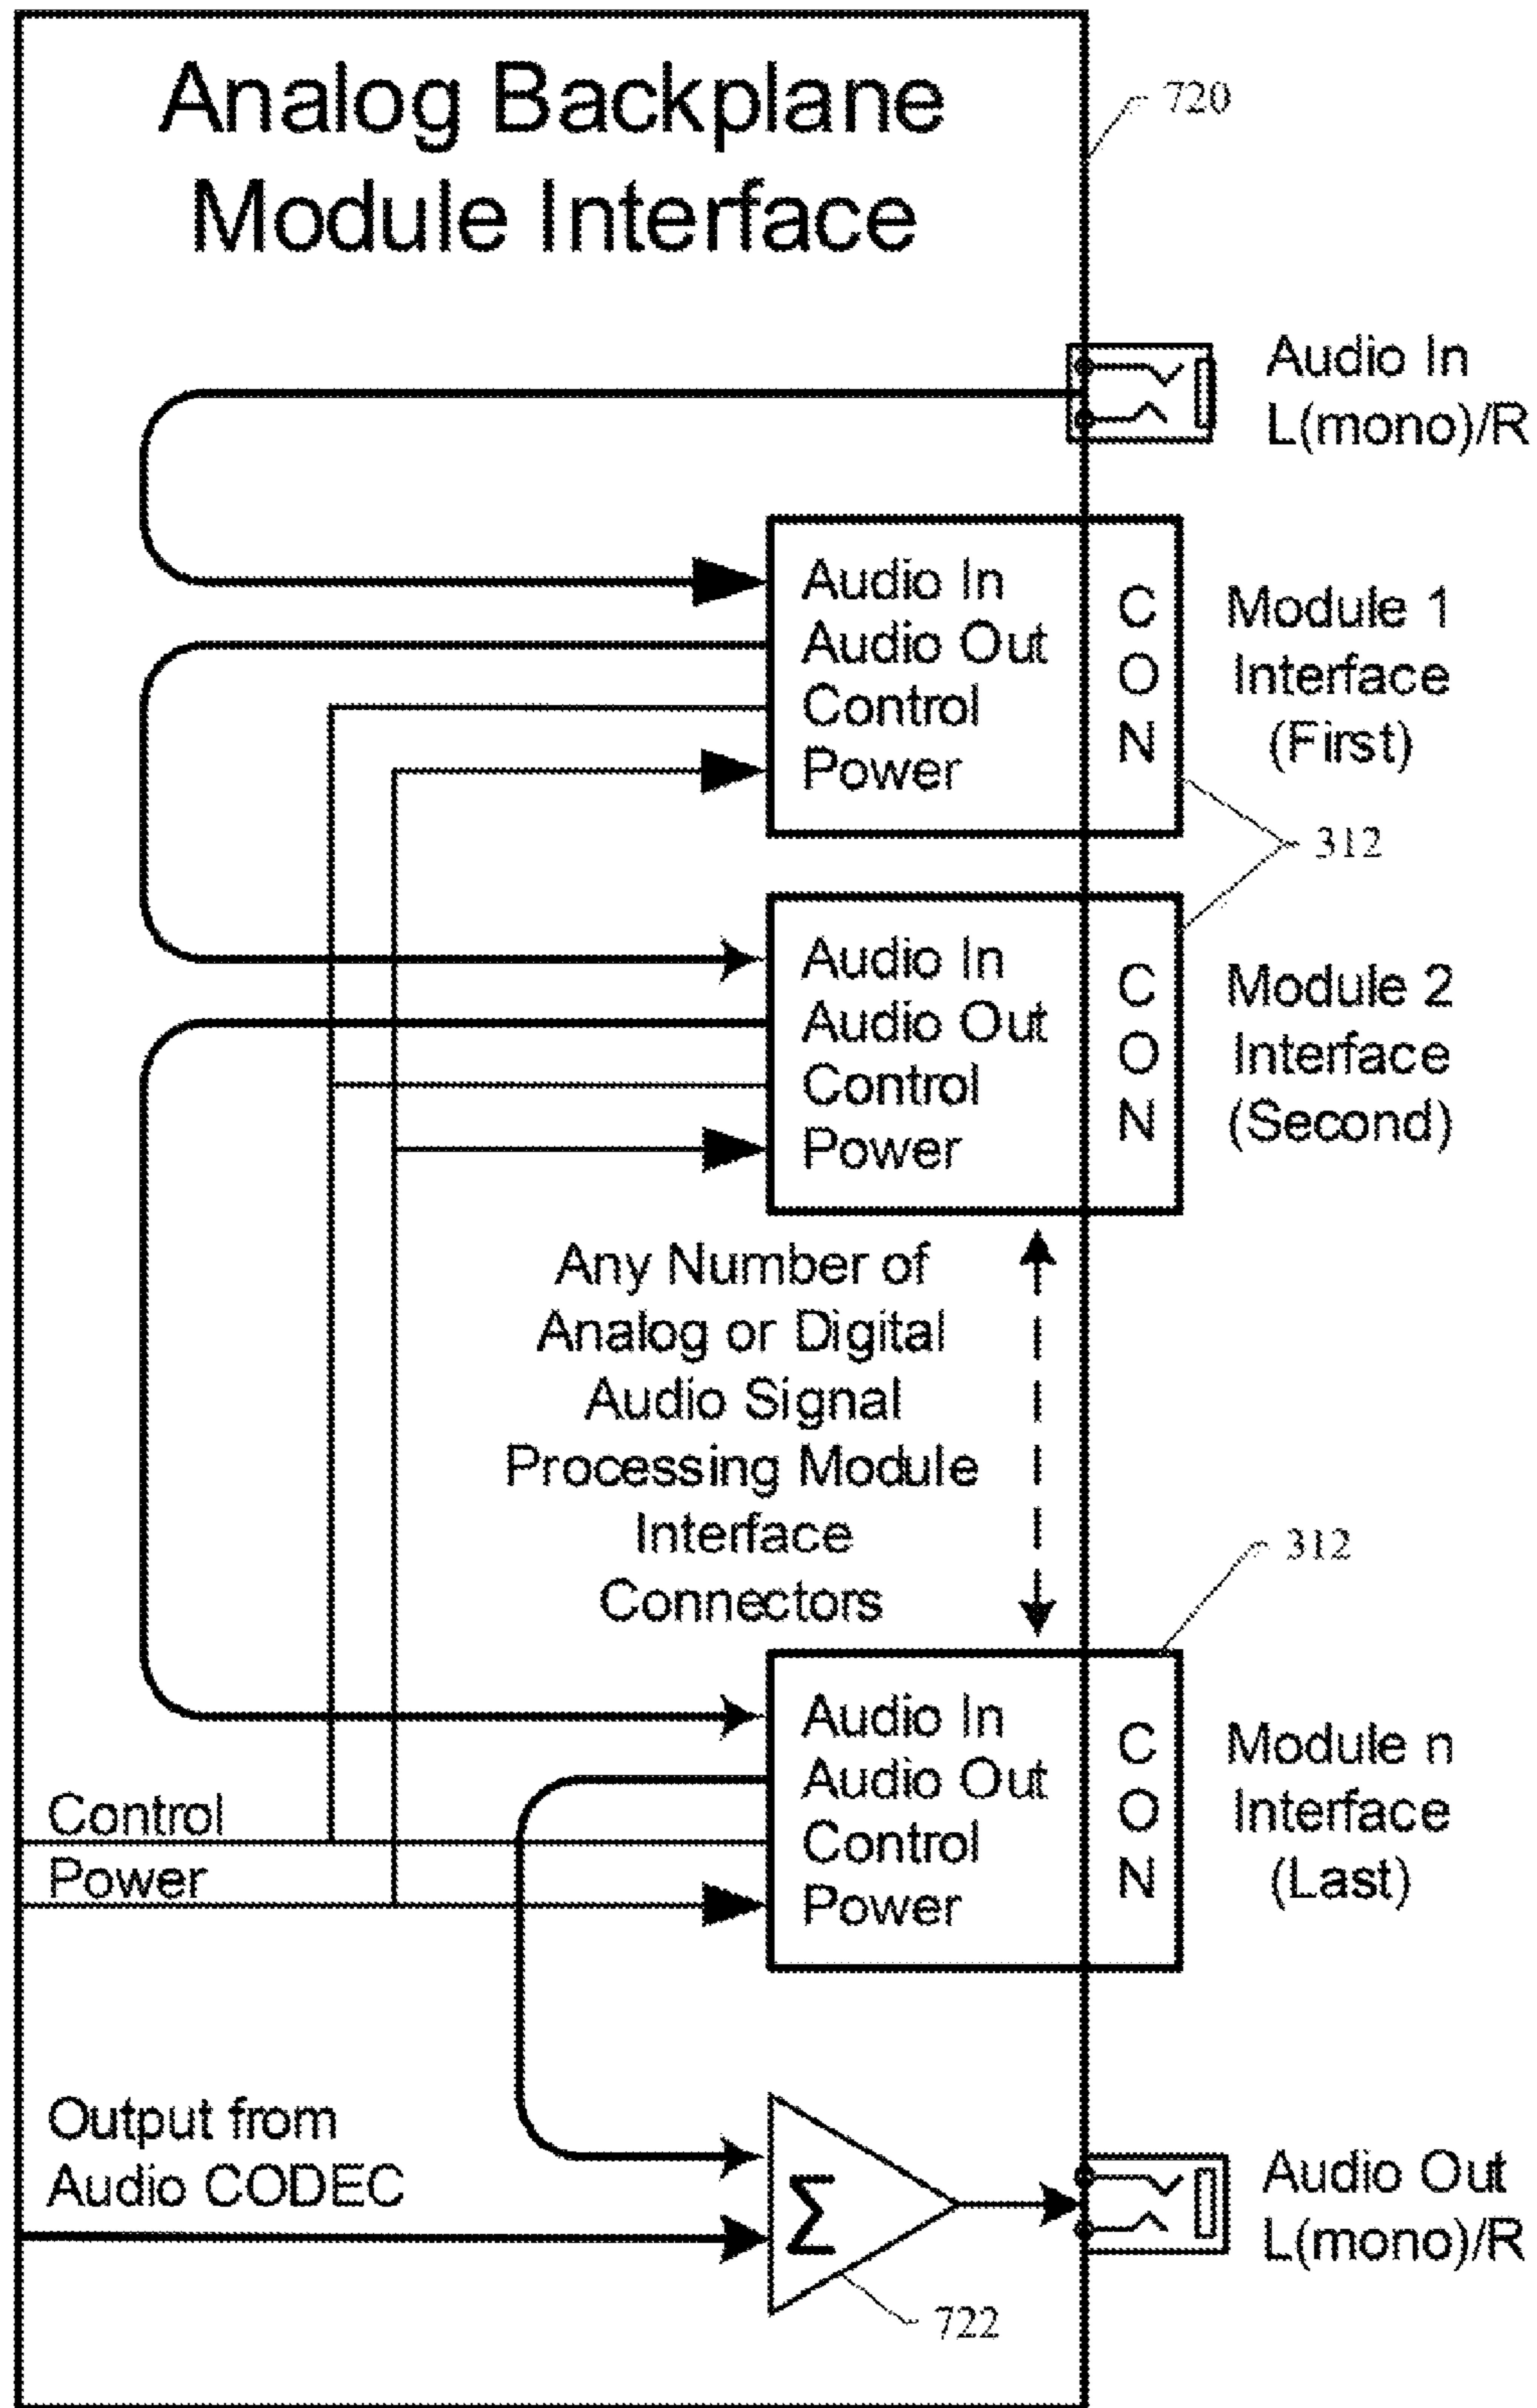 Analog Backplane
Module Interface
720
Audio In
L(mono)/R
Audio In
Audio Out
Control
Power
C
O
N
Module 1
Interface
(First)
312
Audio In
Audio Out
Control
Power
C
O
N
Module 2
Interface
(Second)
Any Number of
Analog or Digital
Audio Signal
Processing Module
Interface
Connectors
312
Audio In
Audio Out
Control
Power
C
O
N
Module n
Interface
(Last)
Control
Power
Output from
Audio CODEC
Σ
722
Audio Out
L(mono)/R